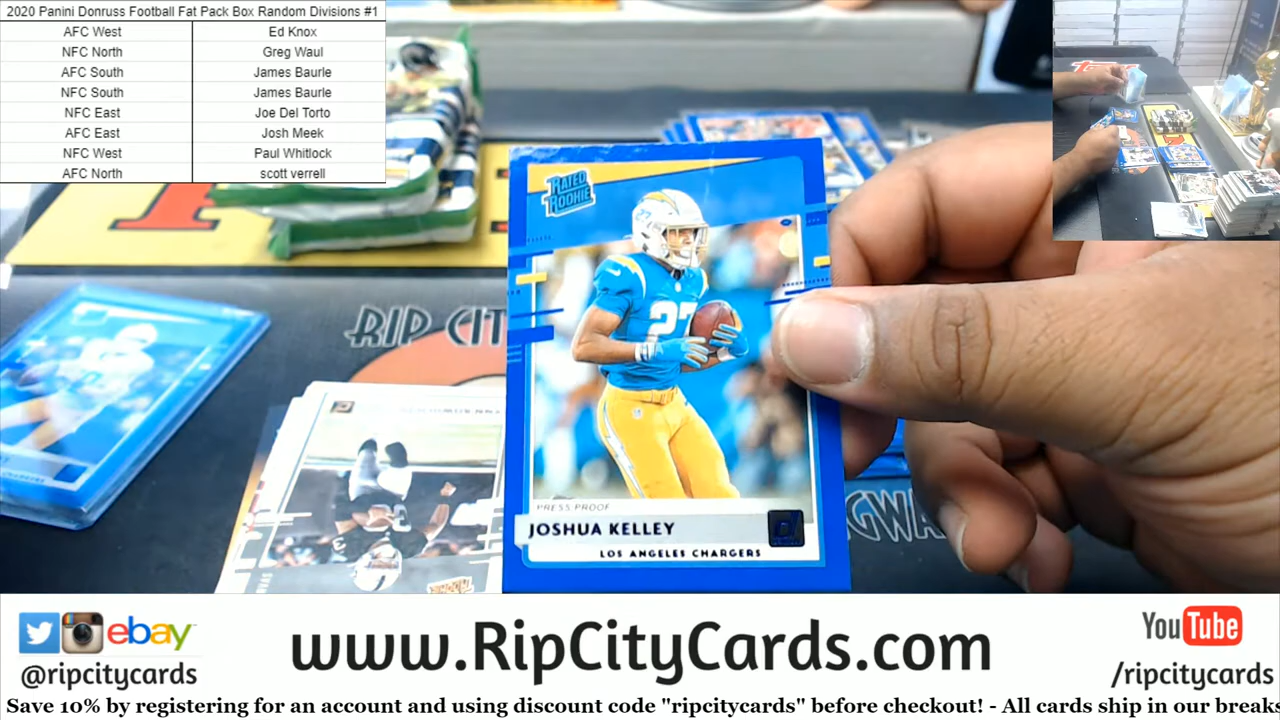 2020 Panini Donruss Football Fat Pack Box Random Divisions #1
AFC West Ed Knox
NFC North Greg Waul
AFC South James Baurle
NFC South James Baurle
NFC East Joe Del Torto
AFC East Josh Meek
NFC West Paul Whitlock
AFC North scott verrell
RATED
ROOKIE
27
PRESS PROOF
JOSHUA KELLEY
LOS ANGELES CHARGERS
RIP CIT
ebay
@ripcitycards
www.RipCityCards.com
YouTube
/ripcitycards
Save 10% by registering for an account and using discount code "ripcitycards" before checkout! - All cards ship in our breaks